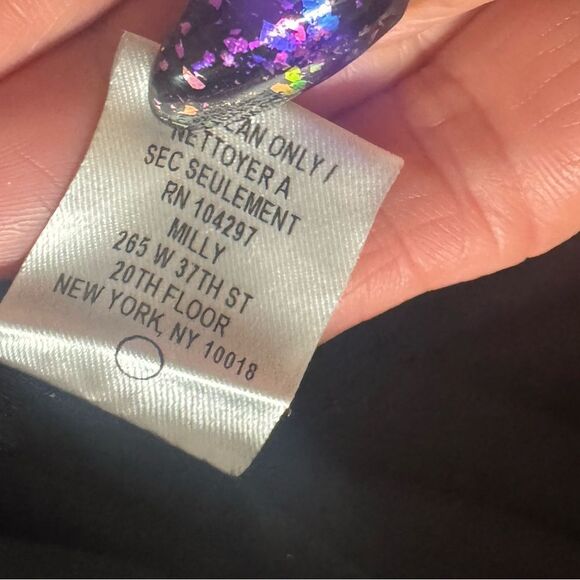 ONLY /
NETTOYER A
SEC SEULEMENT
RN 104297
MILLY
265 W 37TH ST
20TH FLOOR
NEW YORK, NY 10018